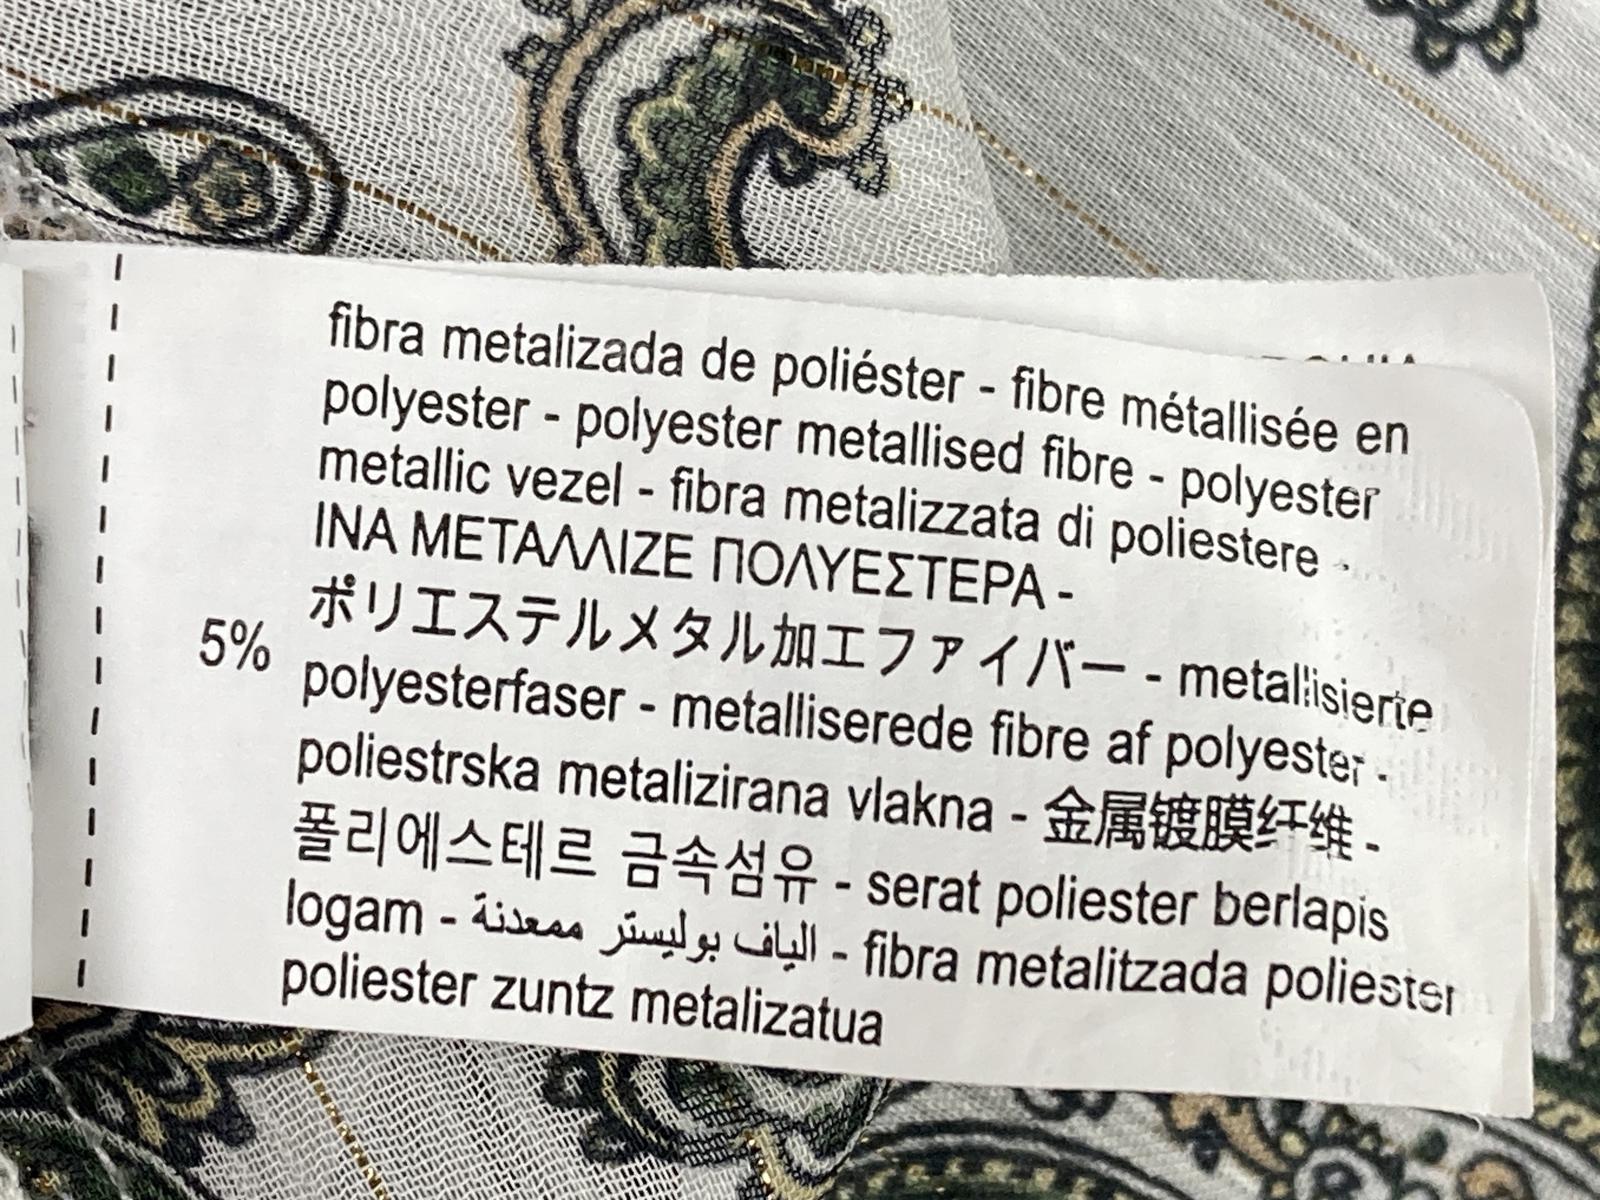 fibra metalizada de poliéster - fibre métallisée en
polyester - polyester metallised fibre - polyester
metallic vezel - fibra metalizzata di poliestere -
ΙΝΑ ΜΕΤΑΛΛΙΖΕ ΠΟΛΥΕΣΤΕΡΑ -
ポリエステルメタル加工ファイバー - metallisierte
5% polyesterfaser - metalliserede fibre af polyester -
poliestrska metalizirana vlakna - 金属镀膜纤维 -
폴리에스테르 금속섬유 - serat poliester berlapis
logam - الياف بوليستر ممعدنة - fibra metalitzada poliester
poliester zuntz metalizatua